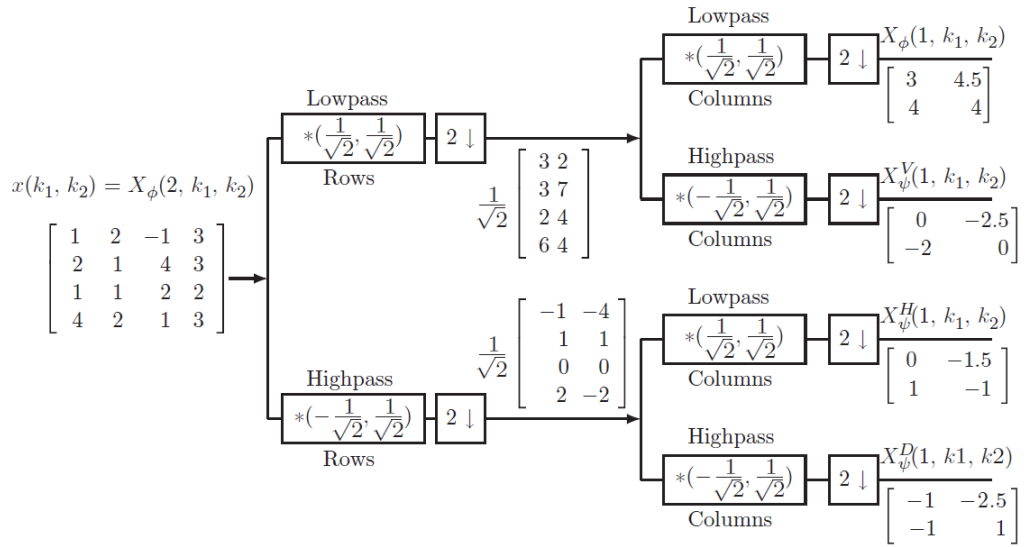 x(k₁, k₂) = X_ϕ(2, k₁, k₂)
1 2 −1 3
2 1 4 3
1 1 2 2
4 2 1 3
Lowpass
*(1/√2, 1/√2)
2 ↓
Rows
1/√2
3 2
3 7
2 4
6 4
Highpass
*(−1/√2, 1/√2)
2 ↓
Rows
1/√2
−1 −4
1 1
0 0
2 −2
Lowpass
*(1/√2, 1/√2)
2 ↓
Columns
X_ϕ(1, k₁, k₂)
3 4.5
4 4
Highpass
*(−1/√2, 1/√2)
2 ↓
Columns
X_ψ^V(1, k₁, k₂)
0 −2.5
−2 0
Lowpass
*(1/√2, 1/√2)
2 ↓
Columns
X_ψ^H(1, k₁, k₂)
0 −1.5
1 −1
Highpass
*(−1/√2, 1/√2)
2 ↓
Columns
X_ψ^D(1, k1, k2)
−1 −2.5
−1 1